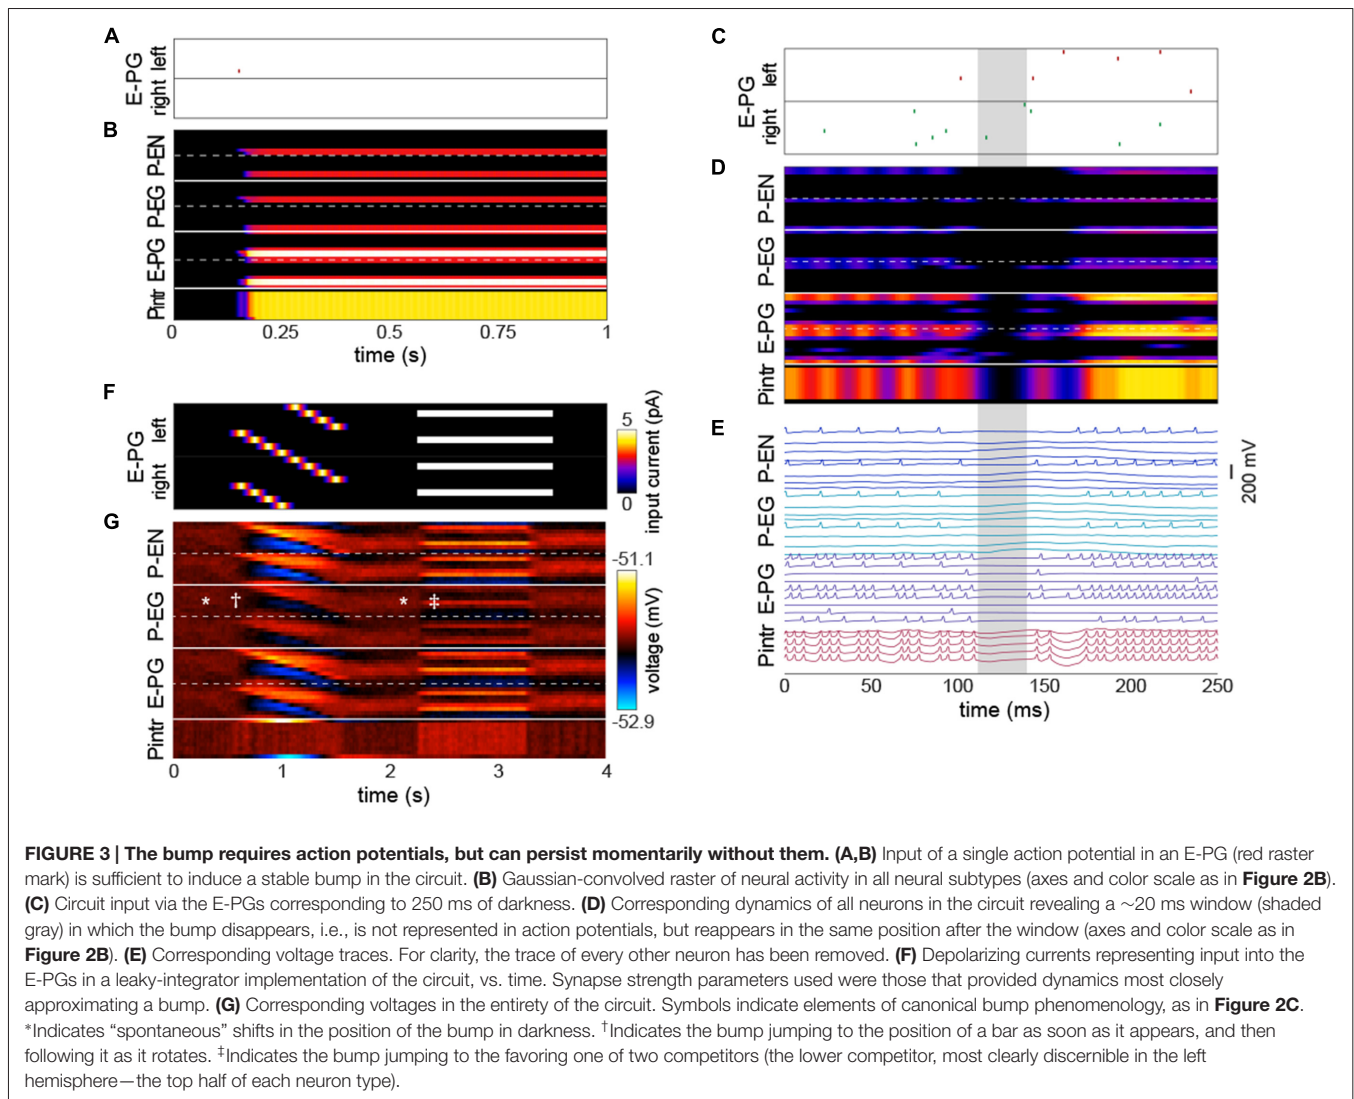 A
E-PG
right left
B
P-EN
P-EG
E-PG
Pintr
0
0.25
0.5
0.75
1
time (s)
C
E-PG
right left
D
P-EN
P-EG
E-PG
Pintr
E
P-EN
P-EG
E-PG
Pintr
200 mV
0
50
100
150
200
250
time (ms)
F
E-PG
right left
5
0
input current (pA)
G
P-EN
P-EG
E-PG
Pintr
* † * ‡
-51.1
-52.9
voltage (mV)
0
1
2
3
4
time (s)
FIGURE 3 | The bump requires action potentials, but can persist momentarily without them. (A,B) Input of a single action potential in an E-PG (red raster
mark) is sufficient to induce a stable bump in the circuit. (B) Gaussian-convolved raster of neural activity in all neural subtypes (axes and color scale as in Figure 2B).
(C) Circuit input via the E-PGs corresponding to 250 ms of darkness. (D) Corresponding dynamics of all neurons in the circuit revealing a ∼20 ms window (shaded
gray) in which the bump disappears, i.e., is not represented in action potentials, but reappears in the same position after the window (axes and color scale as in
Figure 2B). (E) Corresponding voltage traces. For clarity, the trace of every other neuron has been removed. (F) Depolarizing currents representing input into the
E-PGs in a leaky-integrator implementation of the circuit, vs. time. Synapse strength parameters used were those that provided dynamics most closely
approximating a bump. (G) Corresponding voltages in the entirety of the circuit. Symbols indicate elements of canonical bump phenomenology, as in Figure 2C.
*Indicates “spontaneous” shifts in the position of the bump in darkness. †Indicates the bump jumping to the position of a bar as soon as it appears, and then
following it as it rotates. ‡Indicates the bump jumping to the favoring one of two competitors (the lower competitor, most clearly discernible in the left
hemisphere—the top half of each neuron type).